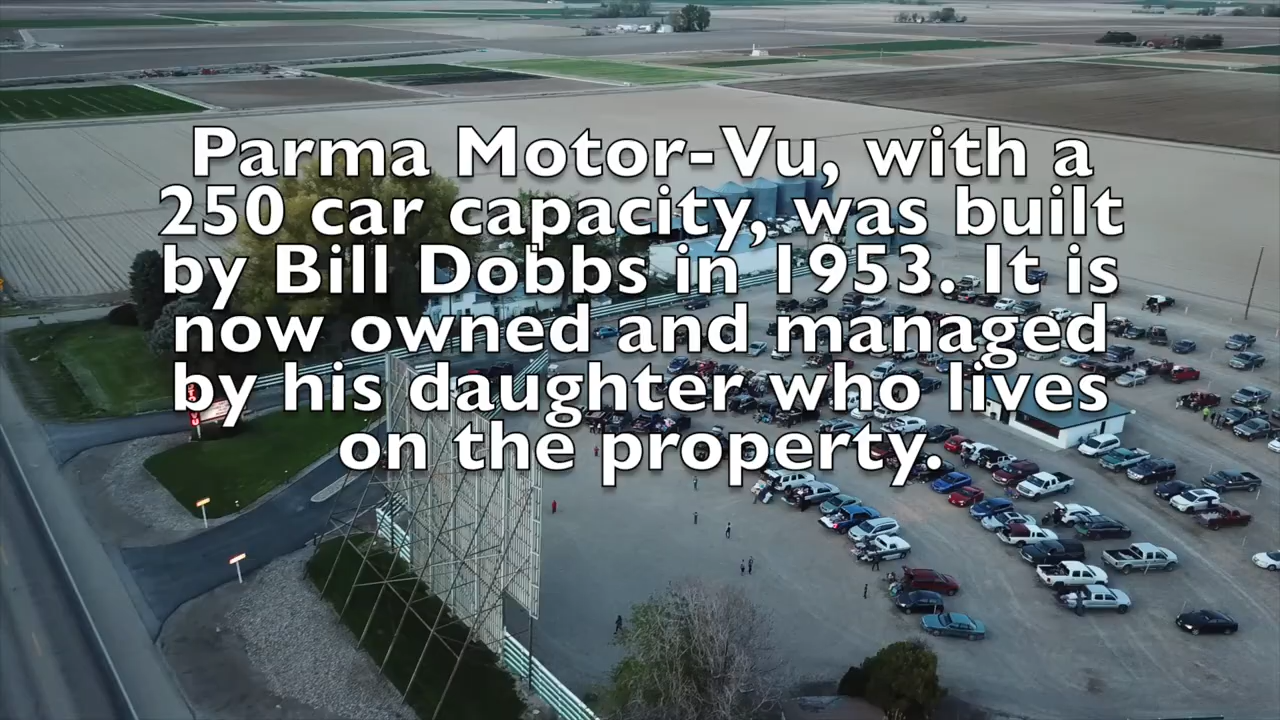 Parma Motor-Vu, with a
250 car capacity, was built
by Bill Dobbs in 1953. It is
now owned and managed
by his daughter who lives
on the property.